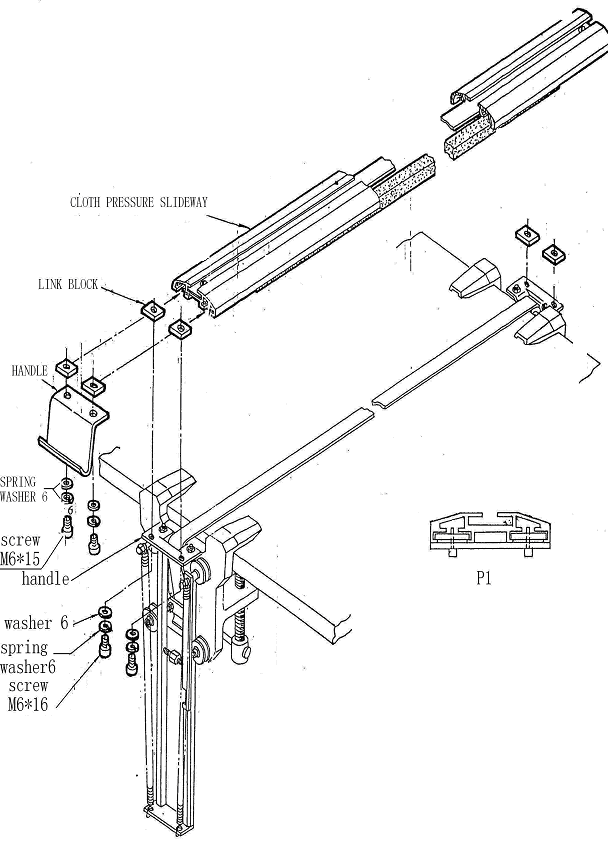 CLOTH PRESSURE SLIDEWAY
LINK BLOCK
HANDLE
SPRING
WASHER 6
6
screw
M6*15
handle
P1
washer 6
spring
washer6
screw
M6*16